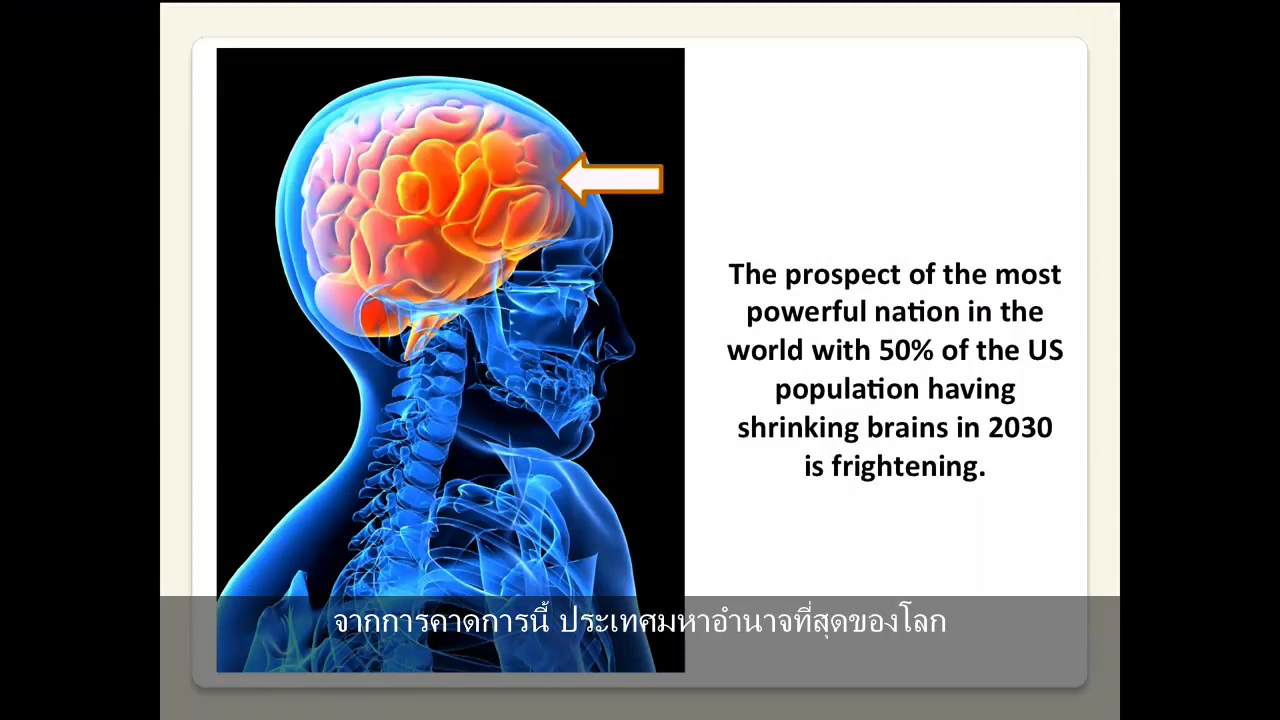 The prospect of the most
powerful nation in the
world with 50% of the US
population having
shrinking brains in 2030
is frightening.
จากการคาดการนี้ ประเทศมหาอำนาจที่สุดของโลก